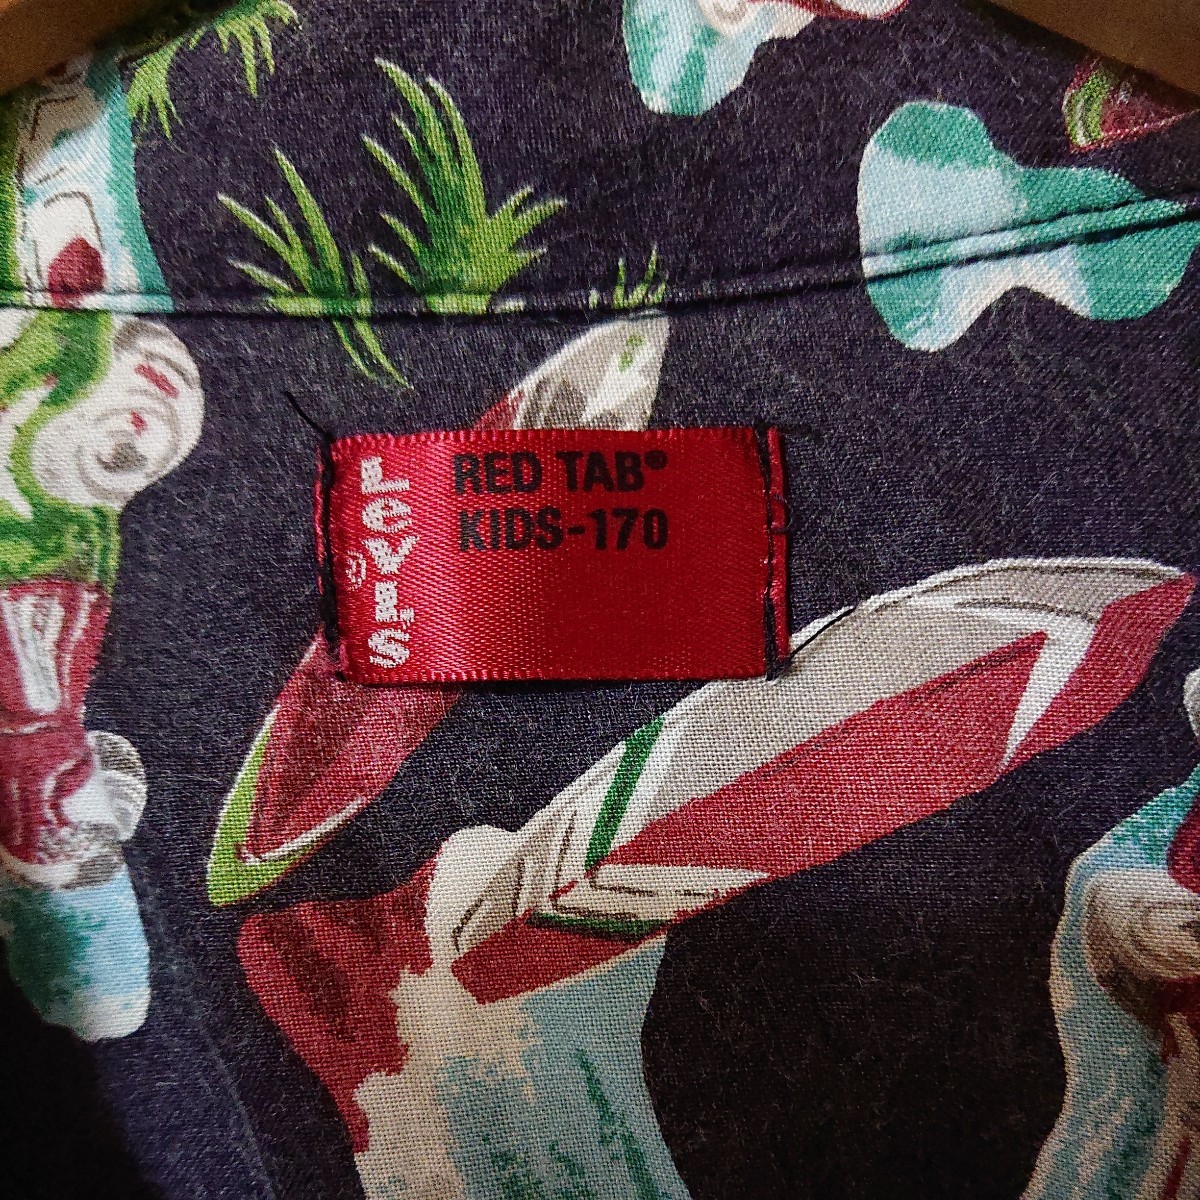 Levi's®
RED TAB®
KIDS-170